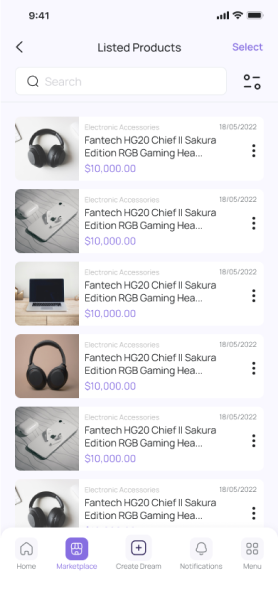 9:41
Listed Products
Select
Search
Electronic Accessories
18/05/2022
Fantech HG20 Chief II Sakura
Edition RGB Gaming Hea...
$10,000.00
Electronic Accessories
18/05/2022
Fantech HG20 Chief II Sakura
Edition RGB Gaming Hea...
$10,000.00
Electronic Accessories
18/05/2022
Fantech HG20 Chief II Sakura
Edition RGB Gaming Hea...
$10,000.00
Electronic Accessories
18/05/2022
Fantech HG20 Chief II Sakura
Edition RGB Gaming Hea...
$10,000.00
Electronic Accessories
18/05/2022
Fantech HG20 Chief II Sakura
Edition RGB Gaming Hea...
$10,000.00
Electronic Accessories
18/05/2022
Fantech HG20 Chief II Sakura
Edition RGB Gaming Hea...
Home
Marketplace
Create Dream
Notifications
Menu